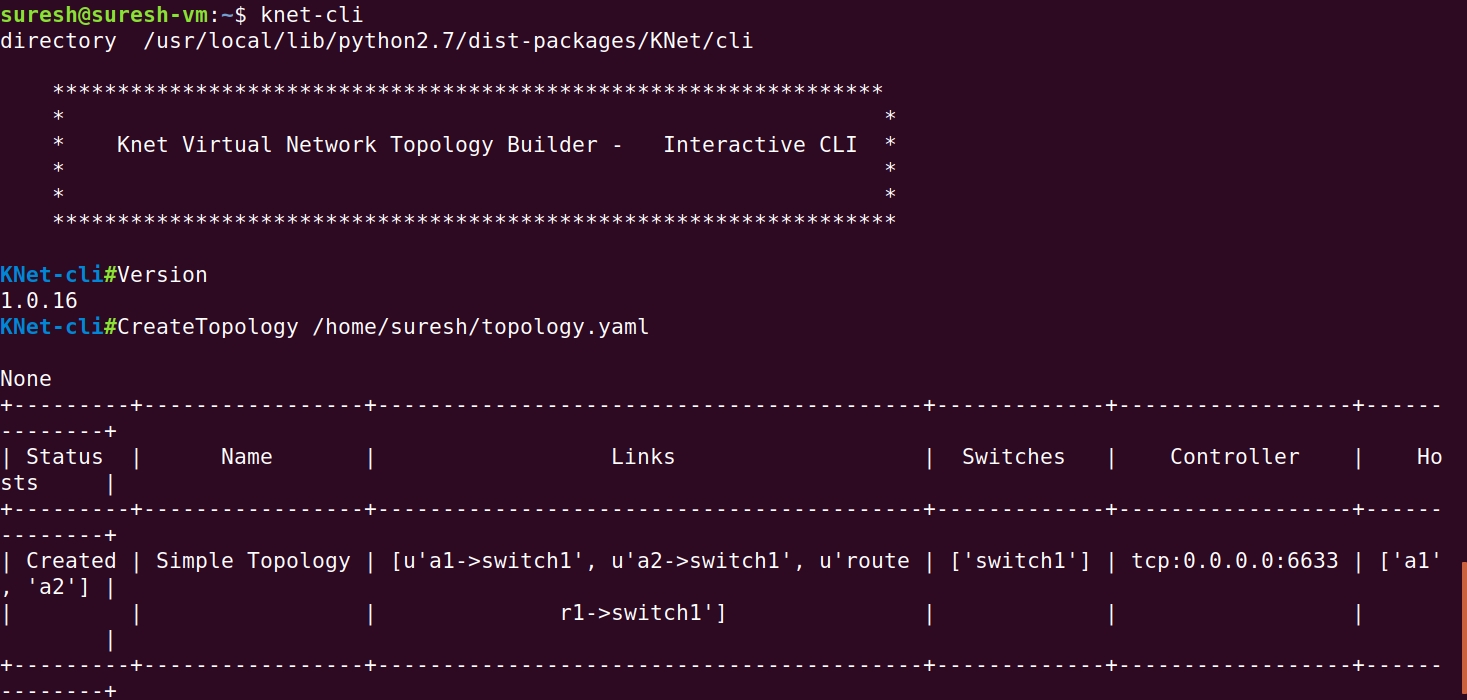 suresh@suresh-vm:~$ knet-cli
directory  /usr/local/lib/python2.7/dist-packages/KNet/cli

    ****************************************************************
    *                                                               *
    *    Knet Virtual Network Topology Builder -   Interactive CLI  *
    *                                                               *
    *                                                               *
    *****************************************************************

KNet-cli#Version
1.0.16
KNet-cli#CreateTopology /home/suresh/topology.yaml

None
+---------+-----------------+------------------------------------------+-------------+------------------+------
--------+
| Status  |      Name       |                  Links                   |  Switches   |    Controller    |    Ho
sts     |
+---------+-----------------+------------------------------------------+-------------+------------------+------
--------+
| Created | Simple Topology | [u'a1->switch1', u'a2->switch1', u'route | ['switch1'] | tcp:0.0.0.0:6633 | ['a1'
, 'a2'] |
|         |                 |              r1->switch1']               |             |                  |
        |
+---------+-----------------+------------------------------------------+-------------+------------------+------
--------+